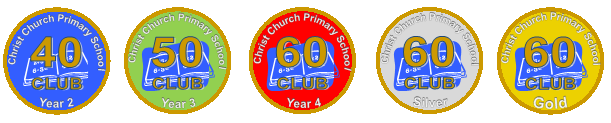 Christ Church Primary School
40
CLUB
Year 2
Christ Church Primary School
50
CLUB
Year 3
Christ Church Primary School
60
CLUB
Year 4
Christ Church Primary School
60
CLUB
Silver
Christ Church Primary School
60
CLUB
Gold